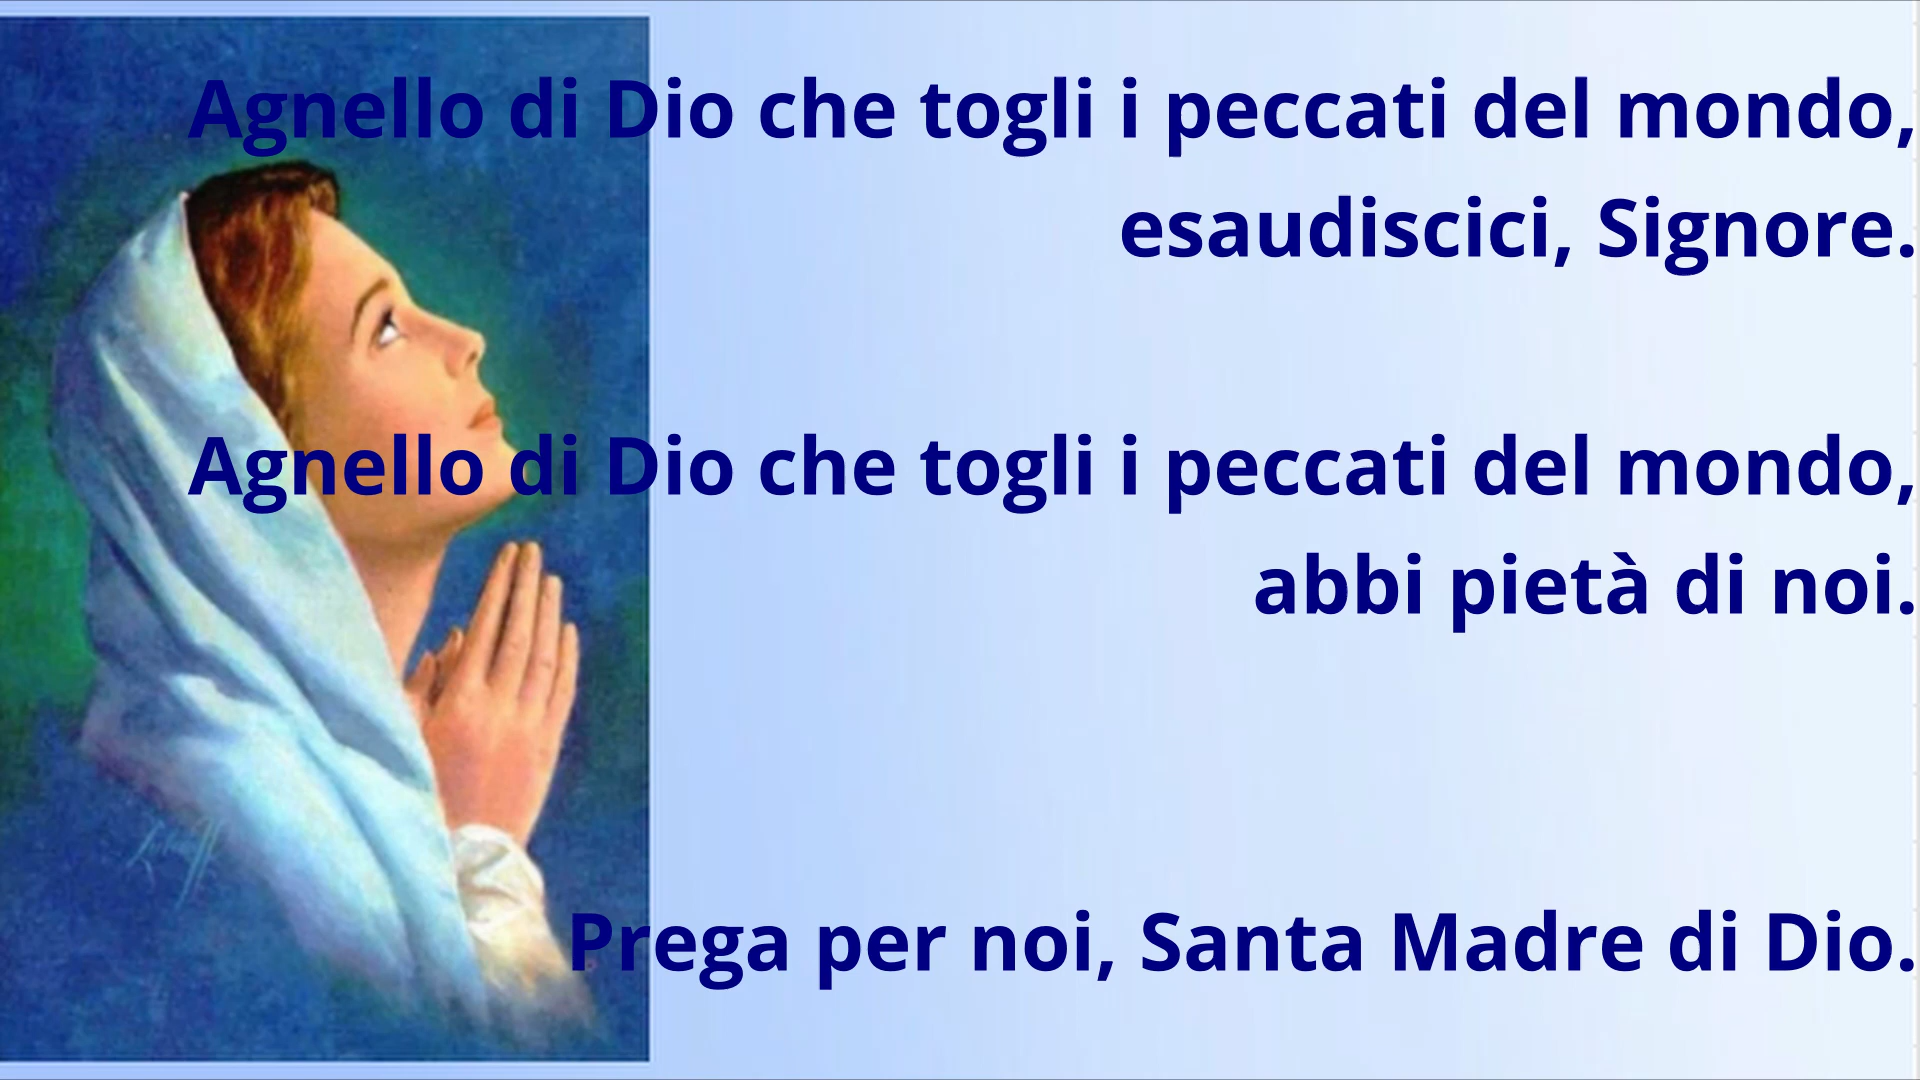 Agnello di Dio che togli i peccati del mondo,
esaudiscici, Signore.
Agnello di Dio che togli i peccati del mondo,
abbi pietà di noi.
Prega per noi, Santa Madre di Dio.